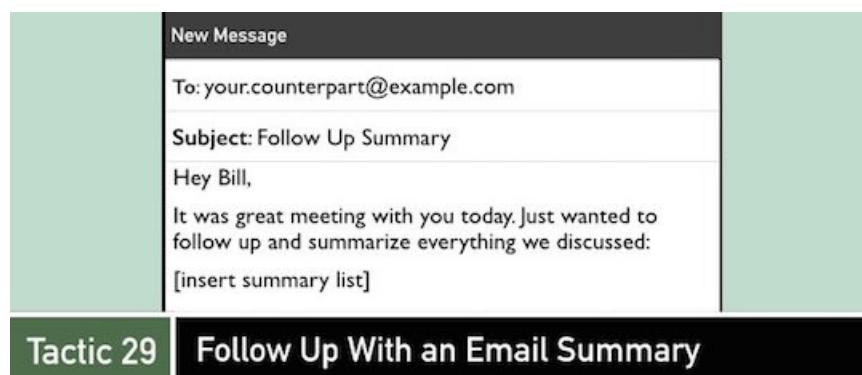 New Message
To: your.counterpart@example.com
Subject: Follow Up Summary
Hey Bill,
It was great meeting with you today. Just wanted to
follow up and summarize everything we discussed:
[insert summary list]
Tactic 29
Follow Up With an Email Summary